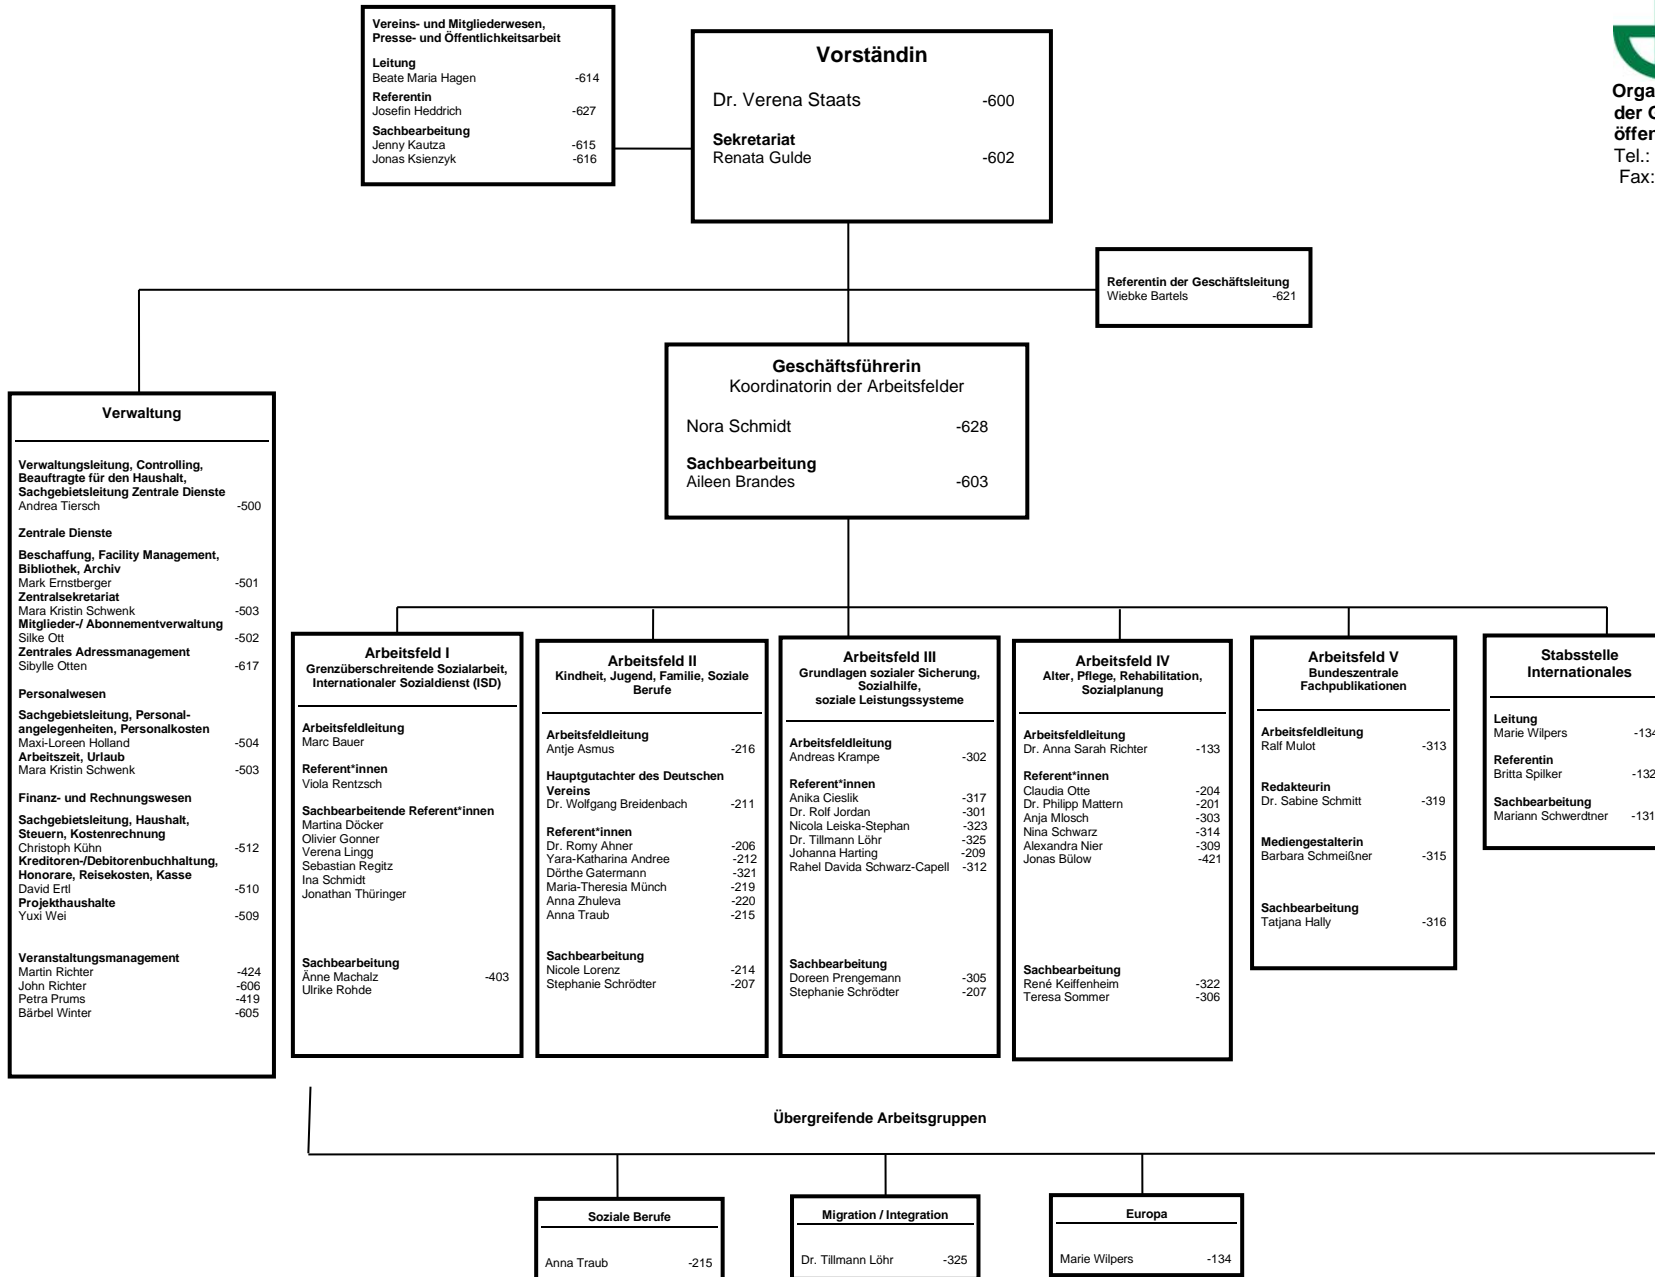 Vereins- und Mitgliederwesen,
Presse- und Öffentlichkeitsarbeit
Leitung
Beate Maria Hagen -614
Referentin
Josefin Heddrich -627
Sachbearbeitung
Jenny Kautza -615
Jonas Ksienzyk -616
Vorständin
Dr. Verena Staats -600
Sekretariat
Renata Gulde -602
der
Tel.:
Fax:
Referentin der Geschäftsleitung
Wiebke Bartels -621
Geschäftsführerin
Koordinatorin der Arbeitsfelder
Nora Schmidt -628
Sachbearbeitung
Aileen Brandes -603
Verwaltung
Verwaltungsleitung, Controlling,
Beauftragte für den Haushalt,
Sachgebietsleitung Zentrale Dienste
Andrea Tiersch -500
Zentrale Dienste
Beschaffung, Facility Management,
Bibliothek, Archiv
Mark Ernstberger -501
Zentralsekretariat
Mara Kristin Schwenk -503
Mitglieder-/ Abonnementverwaltung
Silke Ott -502
Zentrales Adressmanagement
Sibylle Otten -617
Personalwesen
Sachgebietsleitung, Personal-
angelegenheiten, Personalkosten
Maxi-Loreen Holland -504
Arbeitszeit, Urlaub
Mara Kristin Schwenk -503
Finanz- und Rechnungswesen
Sachgebietsleitung, Haushalt,
Steuern, Kostenrechnung
Christoph Kühn -512
Kreditoren-/Debitorenbuchhaltung,
Honorare, Reisekosten, Kasse
David Ertl -510
Projekthaushalte
Yuxi Wei -509
Veranstaltungsmanagement
Martin Richter -424
John Richter -606
Petra Prums -419
Bärbel Winter -605
Arbeitsfeld I
Grenzüberschreitende Sozialarbeit,
Internationaler Sozialdienst (ISD)
Arbeitsfeldleitung
Marc Bauer
Referent*innen
Viola Rentzsch
Sachbearbeitende Referent*innen
Martina Döcker
Olivier Gonner
Verena Lingg
Sebastian Regitz
Ina Schmidt
Jonathan Thüringer
Sachbearbeitung
Änne Machalz -403
Ulrike Rohde
Arbeitsfeld II
Kindheit, Jugend, Familie, Soziale
Berufe
Arbeitsfeldleitung
Antje Asmus -216
Hauptgutachter des Deutschen
Vereins
Dr. Wolfgang Breidenbach -211
Referent*innen
Dr. Romy Ahner -206
Yara-Katharina Andree -212
Dörthe Gatermann -321
Maria-Theresia Münch -219
Anna Zhuleva -220
Anna Traub -215
Sachbearbeitung
Nicole Lorenz -214
Stephanie Schrödter -207
Arbeitsfeld III
Grundlagen sozialer Sicherung,
Sozialhilfe,
soziale Leistungssysteme
Arbeitsfeldleitung
Andreas Krampe -302
Referent*innen
Anika Cieslik -317
Dr. Rolf Jordan -301
Nicola Leiska-Stephan -323
Dr. Tillmann Löhr -325
Johanna Harting -209
Rahel Davida Schwarz-Capell -312
Sachbearbeitung
Doreen Prengemann -305
Stephanie Schrödter -207
Arbeitsfeld IV
Alter, Pflege, Rehabilitation,
Sozialplanung
Arbeitsfeldleitung
Dr. Anna Sarah Richter -133
Referent*innen
Claudia Otte -204
Dr. Philipp Mattern -201
Anja Mlosch -303
Nina Schwarz -314
Alexandra Nier -309
Jonas Bülow -421
Sachbearbeitung
René Keiffenheim -322
Teresa Sommer -306
Arbeitsfeld V
Bundeszentrale
Fachpublikationen
Arbeitsfeldleitung
Ralf Mulot -313
Redakteurin
Dr. Sabine Schmitt -319
Mediengestalterin
Barbara Schmeißner -315
Sachbearbeitung
Tatjana Hally -316
Stabsstelle
Internationales
Leitung
Marie Wilpers -134
Referentin
Britta Spilker -132
Sachbearbeitung
Mariann Schwerdtner -131
Übergreifende Arbeitsgruppen
Soziale Berufe
Anna Traub -215
Migration / Integration
Dr. Tillmann Löhr -325
Europa
Marie Wilpers -134